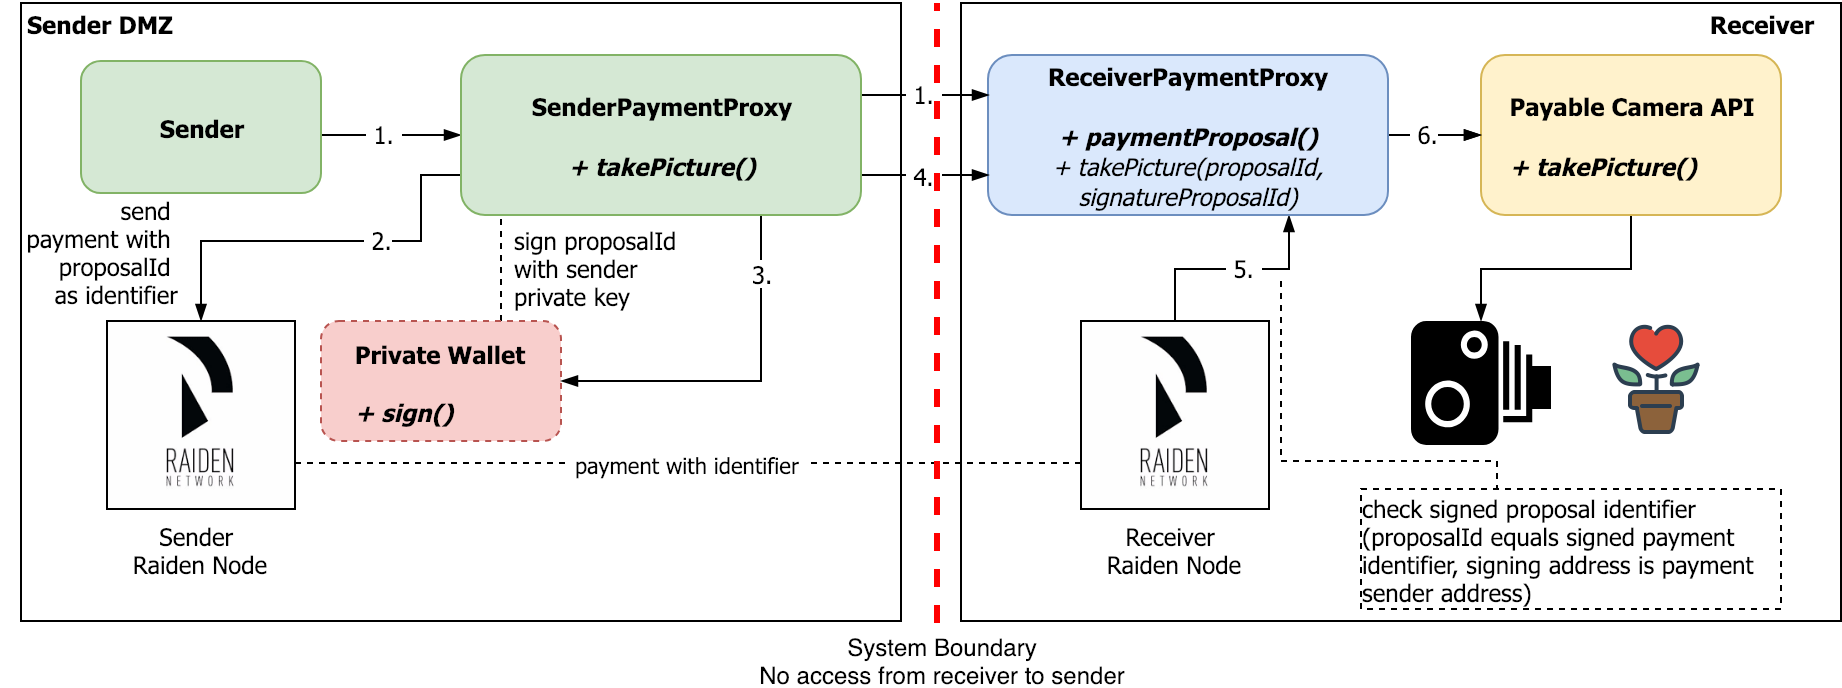 Sender DMZ
Receiver
Sender
1.
SenderPaymentProxy
+ takePicture()
1.
4.
ReceiverPaymentProxy
+ paymentProposal()
+ takePicture(proposalId,
signatureProposalId)
6.
Payable Camera API
+ takePicture()
send
payment with
proposalId
as identifier
2.
sign proposalId
with sender
private key
3.
5.
Private Wallet
+ sign()
RAIDEN
NETWORK
Sender
Raiden Node
payment with identifier
RAIDEN
NETWORK
Receiver
Raiden Node
check signed proposal identifier
(proposalId equals signed payment
identifier, signing address is payment
sender address)
System Boundary
No access from receiver to sender